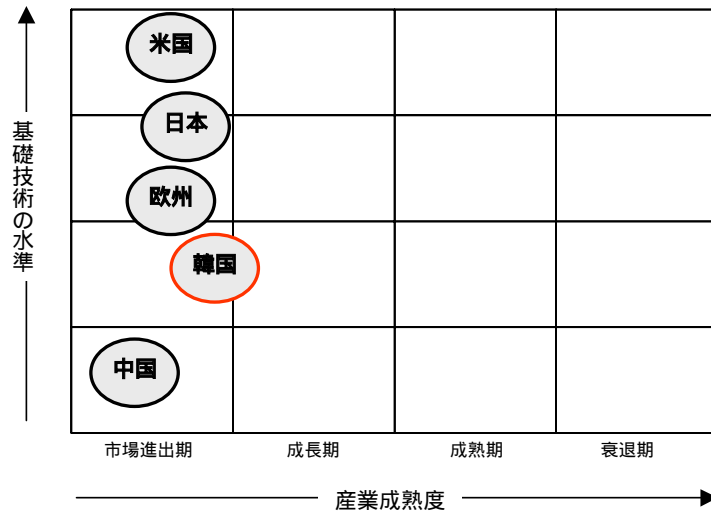 米国
日本
欧州
韓国
中国
基礎技術の水準
市場進出期
成長期
成熟期
衰退期
産業成熟度